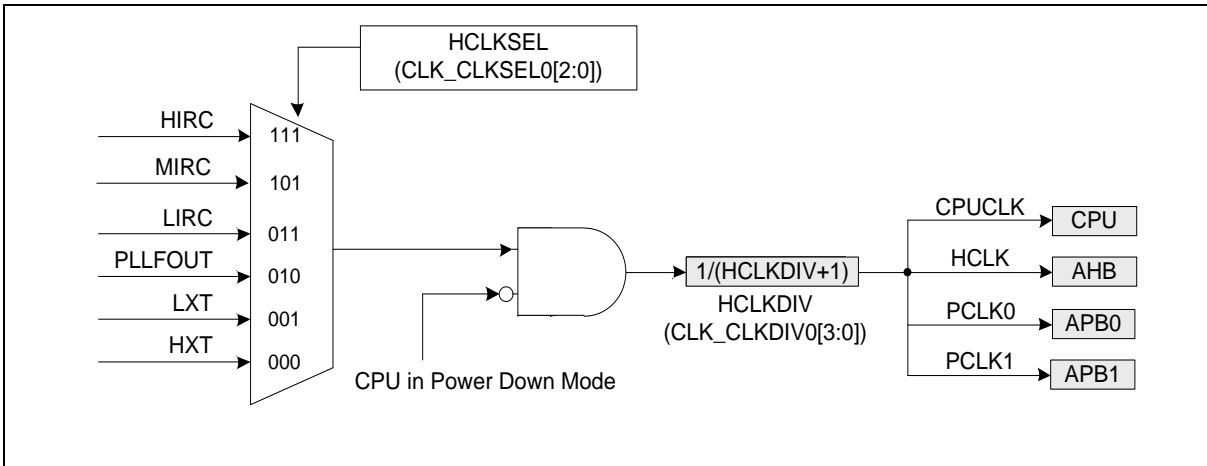 HCLKSEL
(CLK_CLKSEL0[2:0])
HIRC
111
MIRC
101
LIRC
011
PLLFOUT
010
LXT
001
HXT
000
CPU in Power Down Mode
1/(HCLKDIV+1)
HCLKDIV
(CLK_CLKDIV0[3:0])
CPUCLK
CPU
HCLK
AHB
PCLK0
APB0
PCLK1
APB1